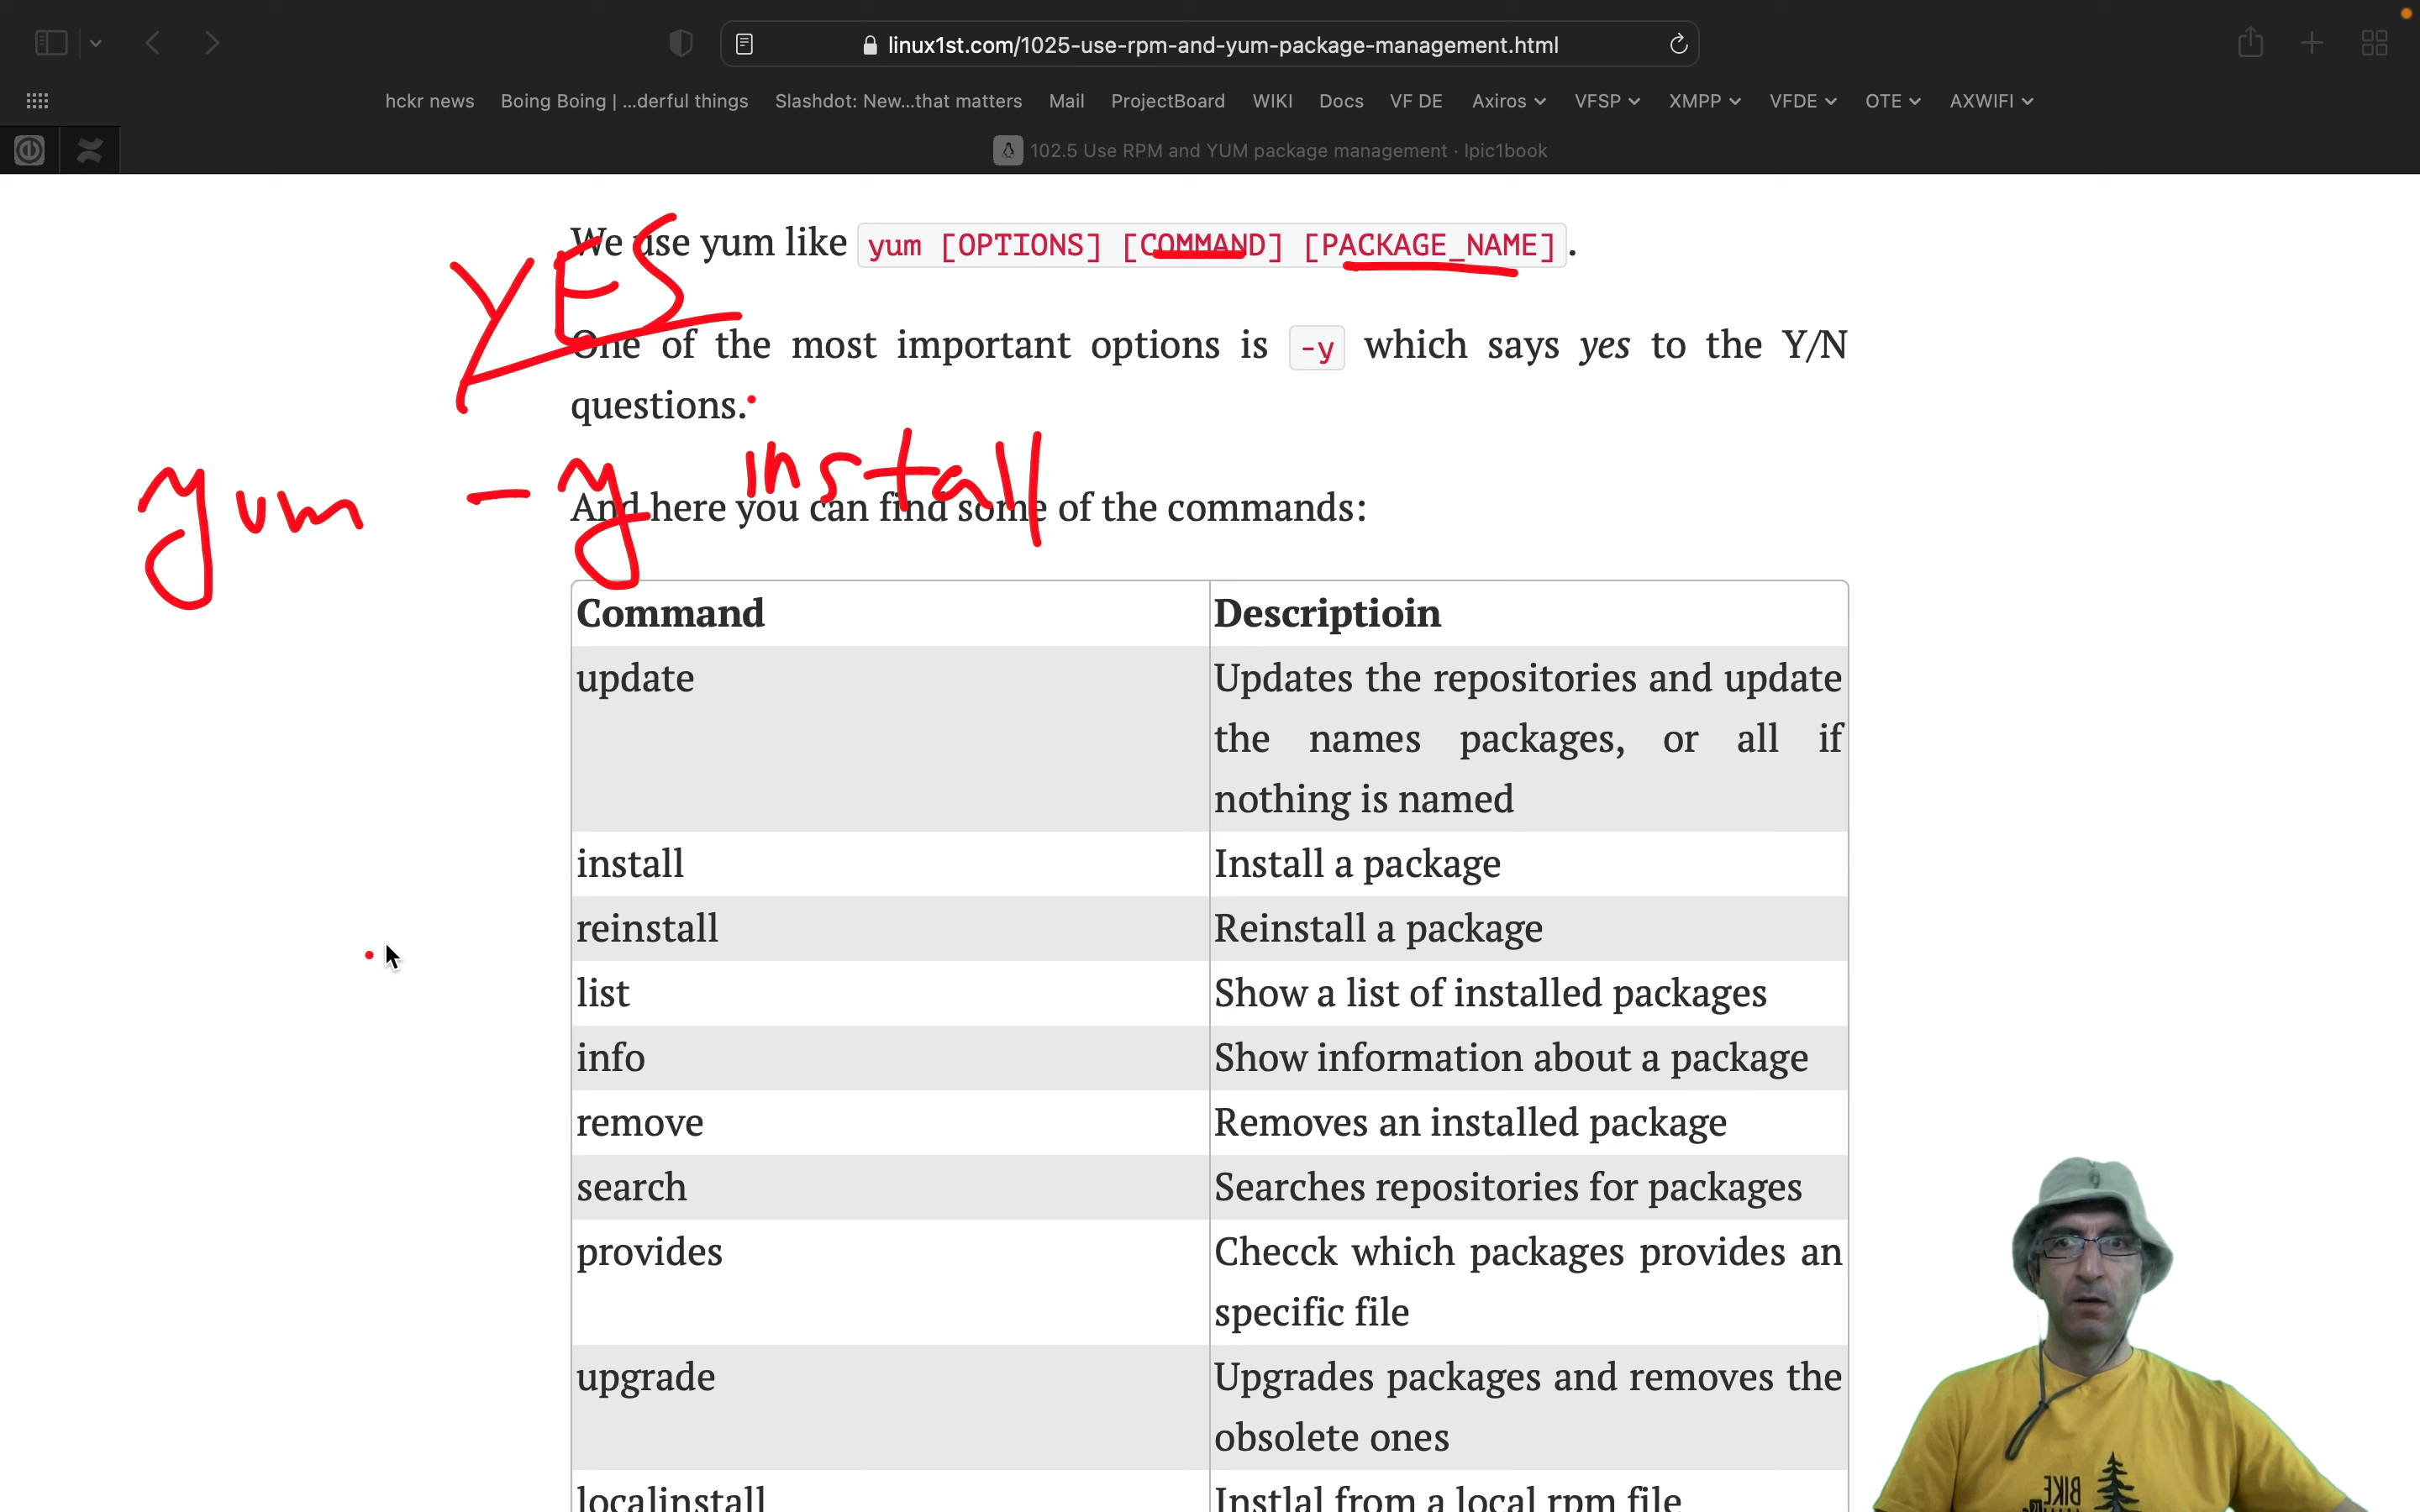 linux1st.com/1025-use-rpm-and-yum-package-management.html
hckr news Boing Boing | ...derful things Slashdot: New...that matters Mail ProjectBoard WIKI Docs VF DE Axiros VFSP XMPP VFDE OTE AXWIFI
102.5 Use RPM and YUM package management · lpic1book
We use yum like yum [OPTIONS] [COMMAND] [PACKAGE_NAME].
YES
One of the most important options is -y which says yes to the Y/N
questions.
yum -y install
And here you can find some of the commands:
Command Descriptioin
update Updates the repositories and update
the names packages, or all if
nothing is named
install Install a package
reinstall Reinstall a package
list Show a list of installed packages
info Show information about a package
remove Removes an installed package
search Searches repositories for packages
provides Checck which packages provides an
specific file
upgrade Upgrades packages and removes the
obsolete ones
localinstall Instlal from a local rpm file
BIKE